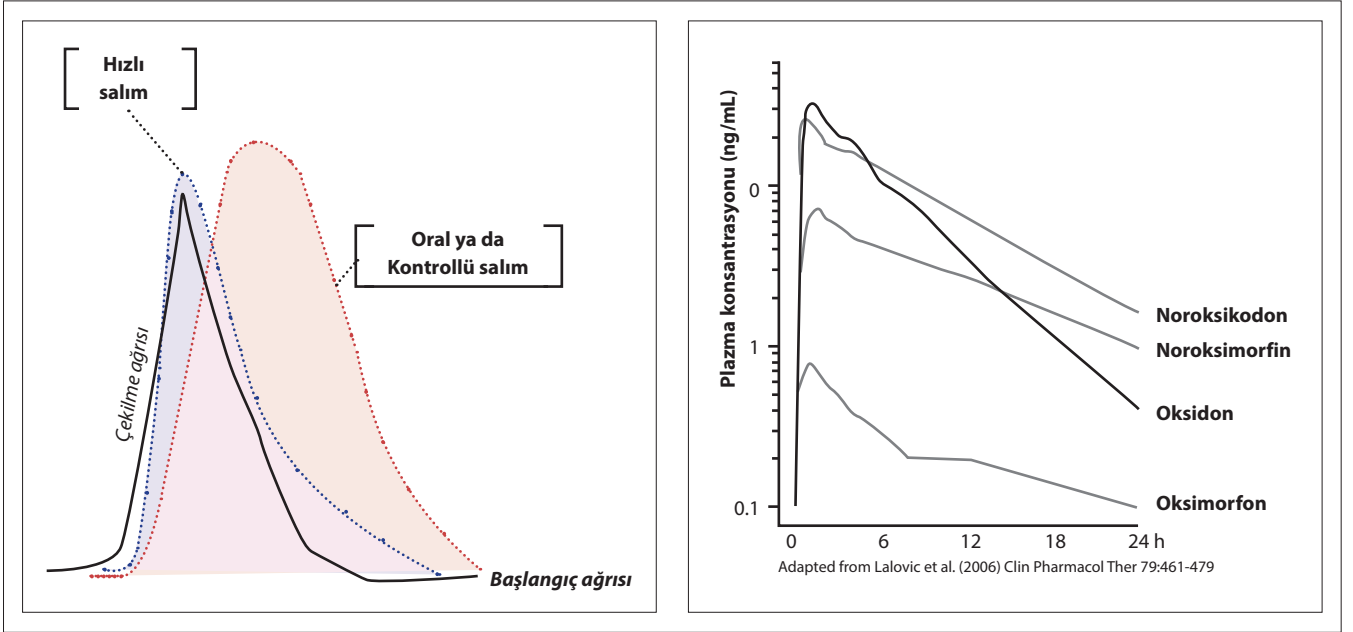 Hızlı
salım
Oral ya da
Kontrollü salım
Çekilme ağrısı
Başlangıç ağrısı
Plazma konsantrasyonu (ng/mL)
0
1
0.1
0 6 12 18 24 h
Noroksikodon
Noroksimorfin
Oksidon
Oksimorfon
Adapted from Lalovic et al. (2006) Clin Pharmacol Ther 79:461-479